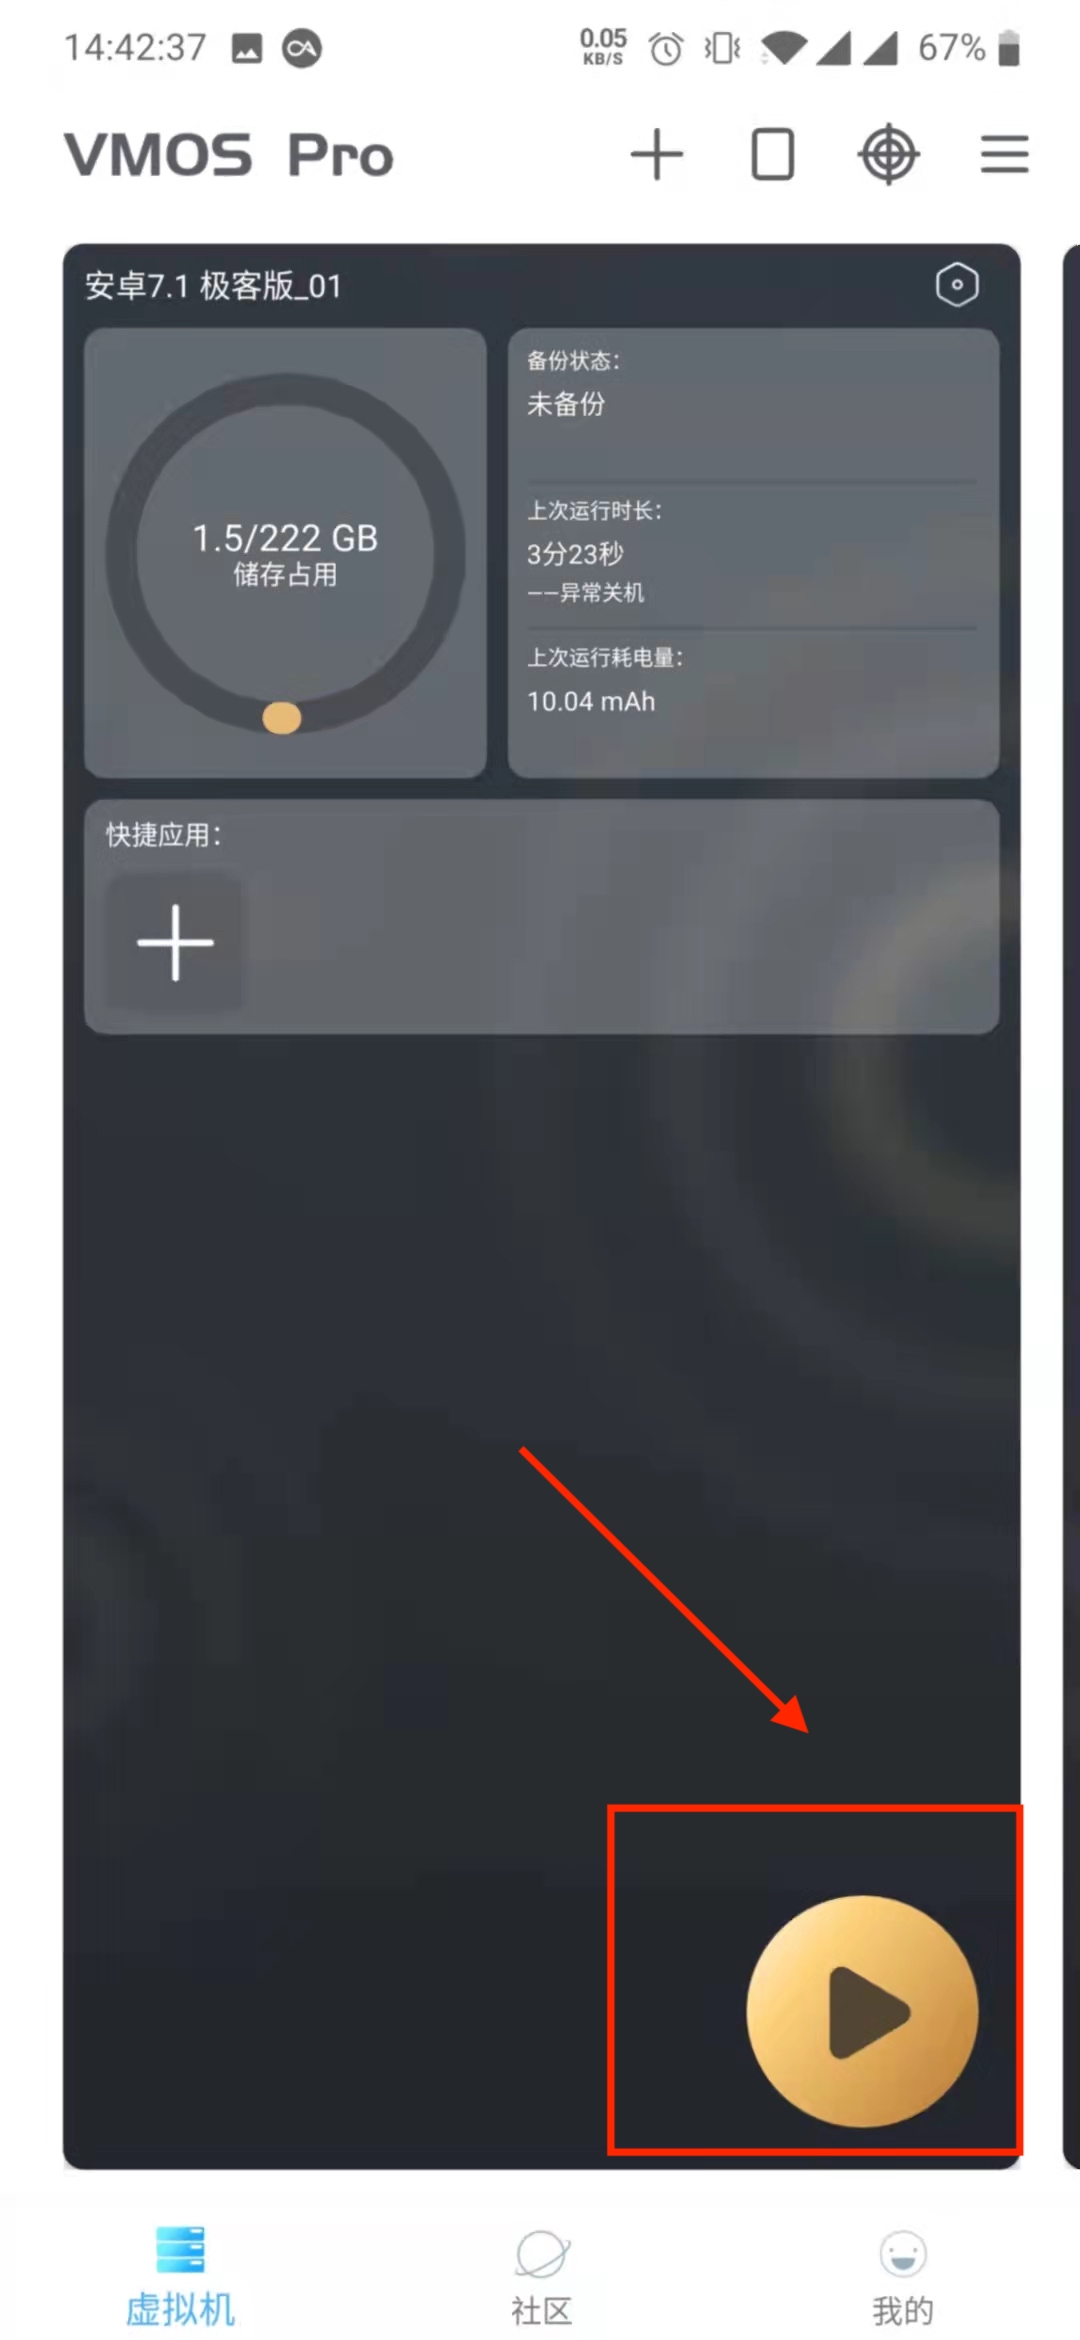 14:42:37
0.05
KB/S
67%
VMOS Pro
安卓7.1 极客版_01
1.5/222 GB
储存占用
备份状态:
未备份
上次运行时长:
3分23秒
——异常关机
上次运行耗电量:
10.04 mAh
快捷应用:
虚拟机
社区
我的